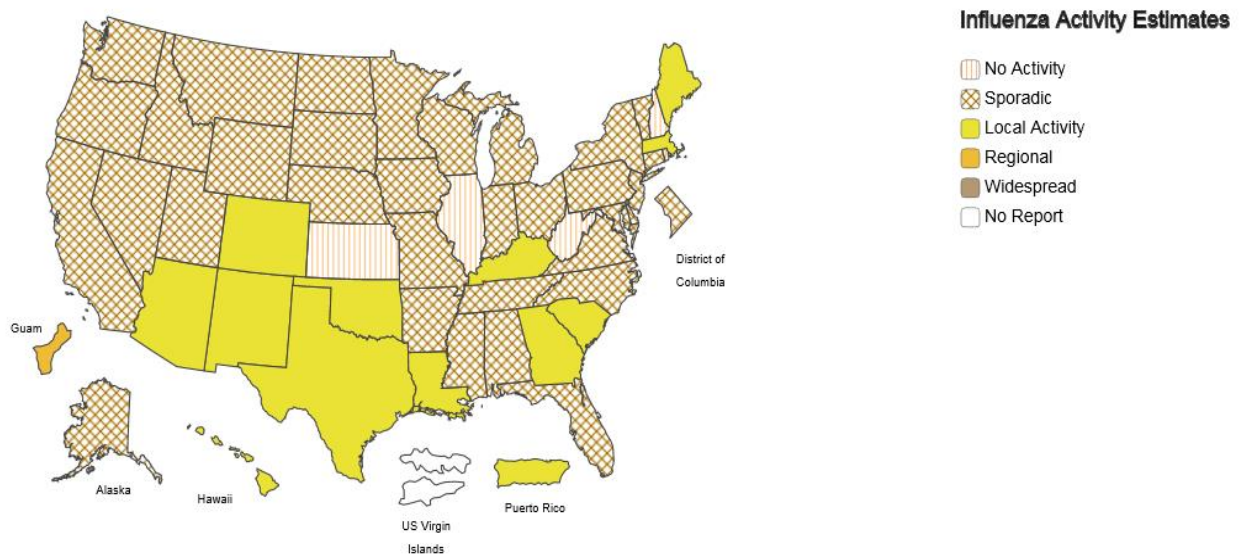 Influenza Activity Estimates
No Activity
Sporadic
Local Activity
Regional
Widespread
No Report
District of
Columbia
Guam
Alaska
Hawaii
US Virgin
Islands
Puerto Rico